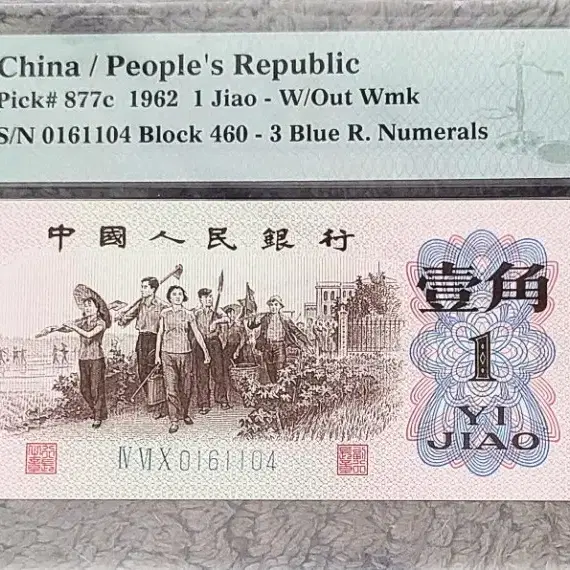 China / People's Republic
Pick# 877c 1962 1 Jiao - W/Out Wmk
S/N 0161104 Block 460 - 3 Blue R. Numerals
中國人民銀行
壹角
1
YI
JIAO
ⅣⅥⅩ0161104